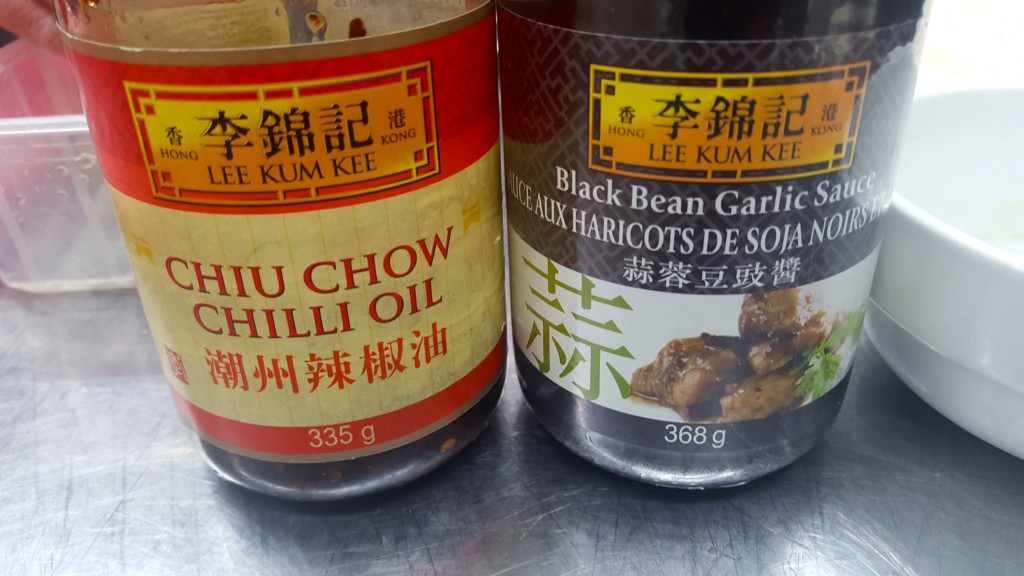 香 李錦記 港
HONG KONG
LEE KUM KEE
CHIU CHOW
CHILLI OIL
潮州辣椒油
335 g
香 李錦記 港
HONG KONG
LEE KUM KEE
Black Bean Garlic Sauce
AUX HARICOTS DE SOJA NOIRS
蒜蓉豆豉醬
蒜
368 g